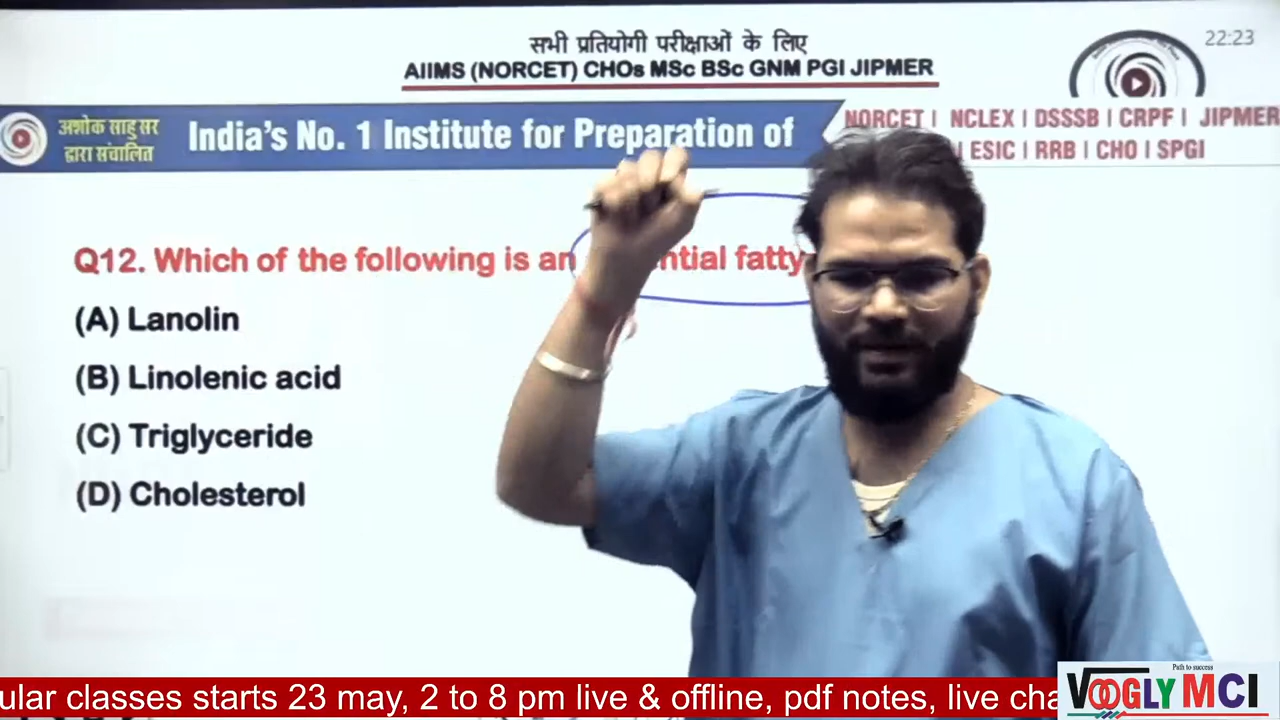 सभी प्रतियोगी परीक्षाओं के लिए
22:23
AIIMS (NORCET) CHOs MSc BSc GNM PGI JIPMER
अशोक साहु सर
द्वारा संचालित
India's No. 1 Institute for Preparation of
NORCET | NCLEX | DSSSB | CRPF | JIPMER
| ESIC | RRB | CHO | SPGI
Q12. Which of the following is an fatty
(A) Lanolin
(B) Linolenic acid
(C) Triglyceride
(D) Cholesterol
ular classes starts 23 may, 2 to 8 pm live & offline, pdf notes, live cha
Path to success
VOOGLY MCI